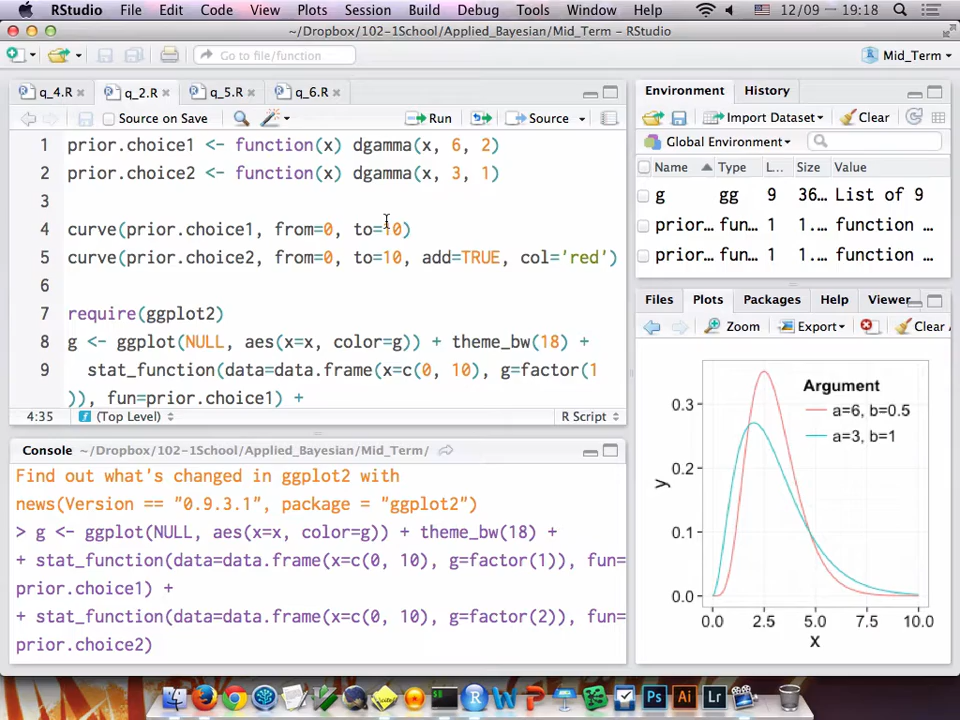 RStudio File Edit Code View Plots Session Build Debug Tools Window Help 12/09 19:18
~/Dropbox/102-1School/Applied_Bayesian/Mid_Term - RStudio
Go to file/function
Mid_Term
q_4.R q_2.R q_5.R q_6.R
Source on Save Run Source
1 prior.choice1 <- function(x) dgamma(x, 6, 2)
2 prior.choice2 <- function(x) dgamma(x, 3, 1)
3
4 curve(prior.choice1, from=0, to=10)
5 curve(prior.choice2, from=0, to=10, add=TRUE, col='red')
6
7 require(ggplot2)
8 g <- ggplot(NULL, aes(x=x, color=g)) + theme_bw(18) +
9 stat_function(data=data.frame(x=c(0, 10), g=factor(1
)), fun=prior.choice1) +
4:35 (Top Level) R Script
Console ~/Dropbox/102-1School/Applied_Bayesian/Mid_Term/
Find out what's changed in ggplot2 with
news(Version == "0.9.3.1", package = "ggplot2")
> g <- ggplot(NULL, aes(x=x, color=g)) + theme_bw(18) +
+ stat_function(data=data.frame(x=c(0, 10), g=factor(1)), fun=
prior.choice1) +
+ stat_function(data=data.frame(x=c(0, 10), g=factor(2)), fun=
prior.choice2)
Environment History
Import Dataset Clear
Global Environment
Name Type L... Size Value
g gg 9 36... List of 9
prior... fun... 1 1... function ...
prior... fun... 1 1... function ...
Files Plots Packages Help Viewer
Zoom Export Clear
Argument
a=6, b=0.5
a=3, b=1
0.3
0.2
y
0.1
0.0
0.0 2.5 5.0 7.5 10.0
x
R W P Ps Ai Lr